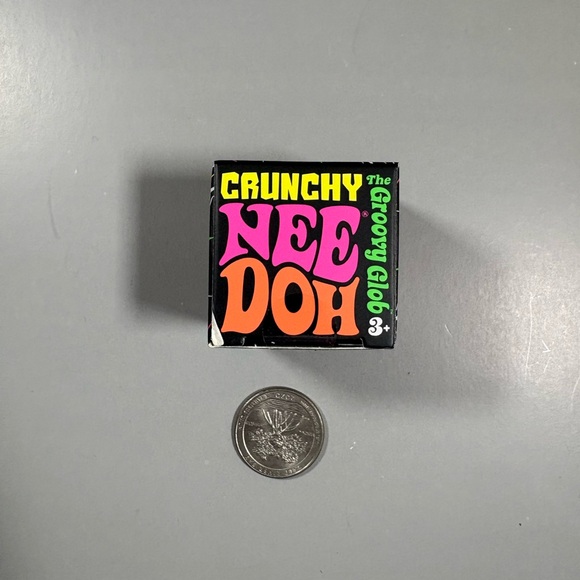 CRUNCHY
NEE®
DOH
The Groovy Glob
3+